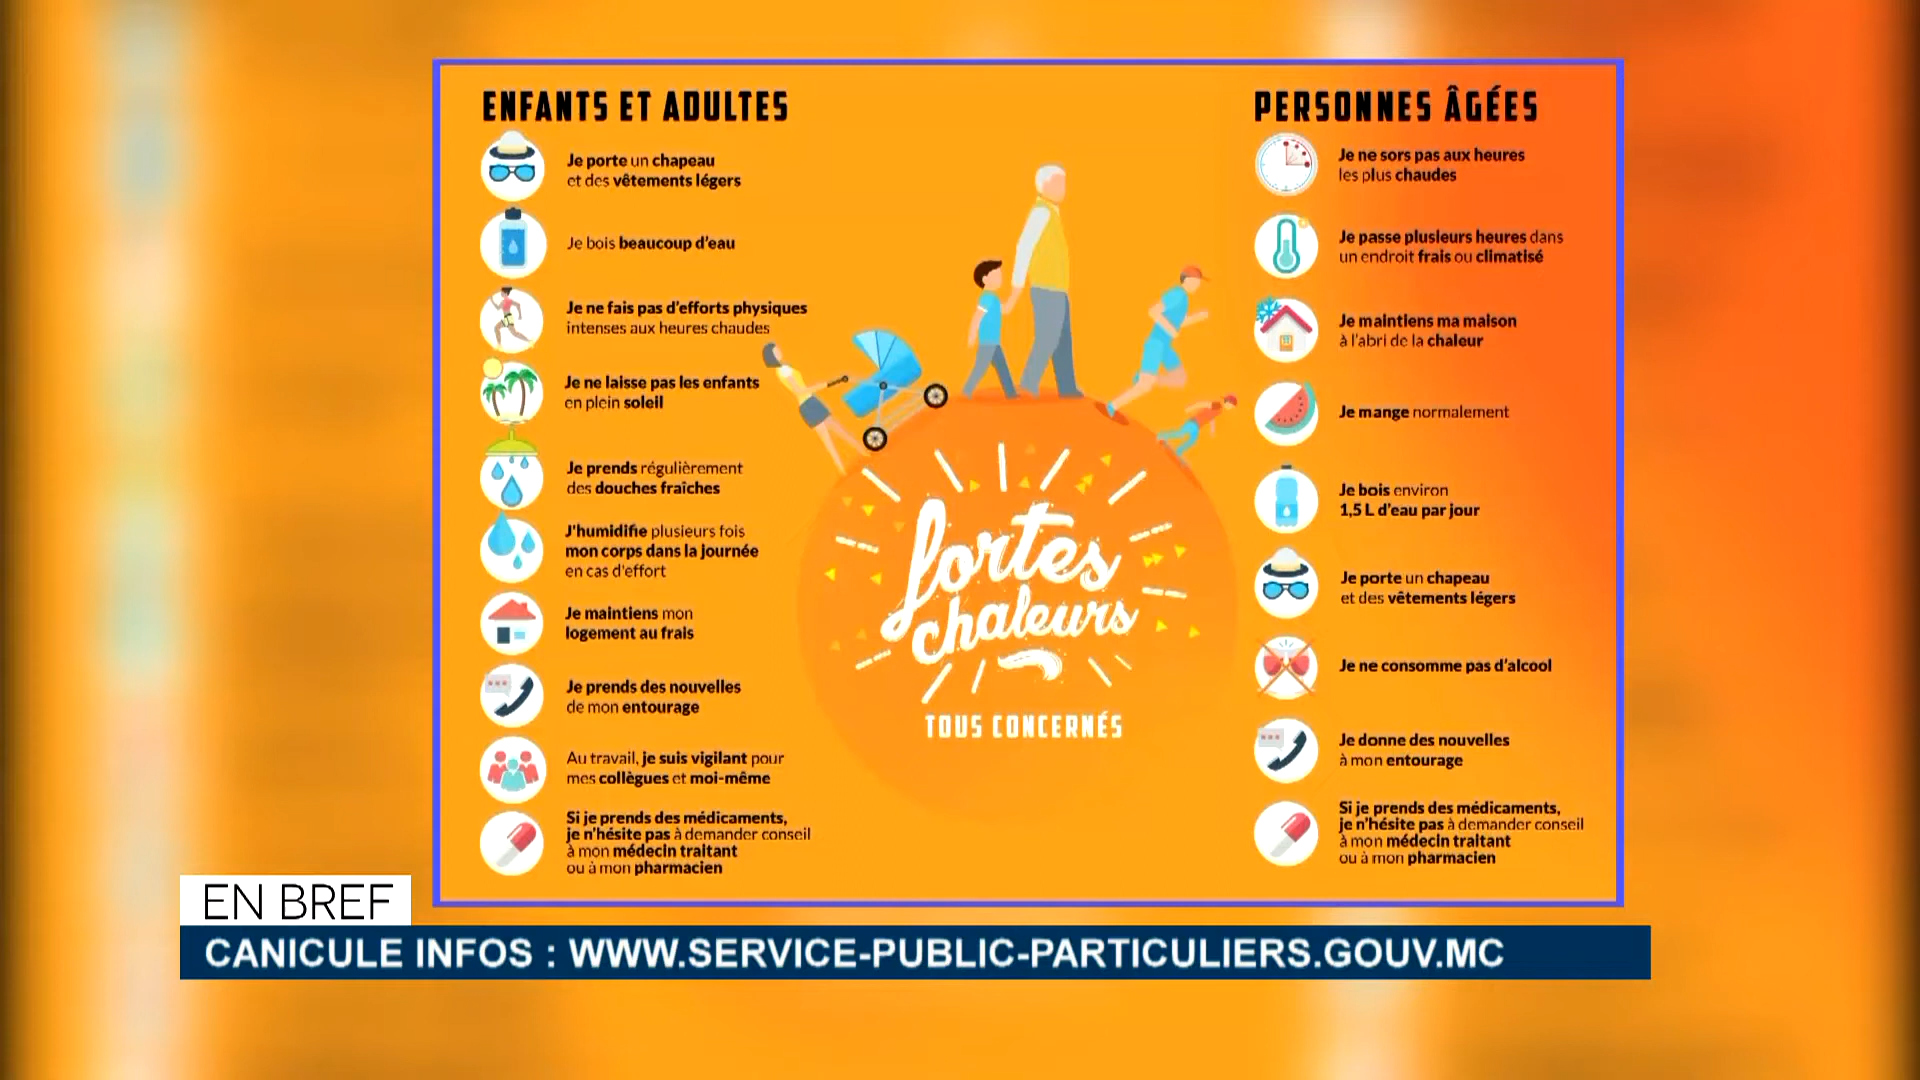 ENFANTS ET ADULTES
Je porte un chapeau
et des vêtements légers
Je bois beaucoup d'eau
Je ne fais pas d'efforts physiques
intenses aux heures chaudes
Je ne laisse pas les enfants
en plein soleil
Je prends régulièrement
des douches fraîches
J'humidifie plusieurs fois
mon corps dans la journée
en cas d'effort
Je maintiens mon
logement au frais
Je prends des nouvelles
de mon entourage
Au travail, je suis vigilant pour
mes collègues et moi-même
Si je prends des médicaments,
je n'hésite pas à demander conseil
à mon médecin traitant
ou à mon pharmacien
fortes
chaleurs
TOUS CONCERNÉS
PERSONNES ÂGÉES
Je ne sors pas aux heures
les plus chaudes
Je passe plusieurs heures dans
un endroit frais ou climatisé
Je maintiens ma maison
à l'abri de la chaleur
Je mange normalement
Je bois environ
1,5 L d'eau par jour
Je porte un chapeau
et des vêtements légers
Je ne consomme pas d'alcool
Je donne des nouvelles
à mon entourage
Si je prends des médicaments,
je n'hésite pas à demander conseil
à mon médecin traitant
ou à mon pharmacien
EN BREF
CANICULE INFOS : WWW.SERVICE-PUBLIC-PARTICULIERS.GOUV.MC